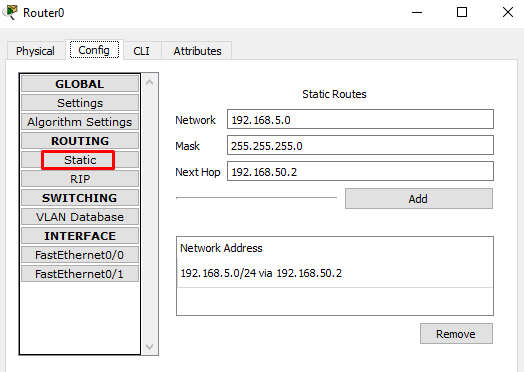 Router0
Physical Config CLI Attributes
GLOBAL
Settings
Algorithm Settings
ROUTING
Static
RIP
SWITCHING
VLAN Database
INTERFACE
FastEthernet0/0
FastEthernet0/1
Static Routes
Network 192.168.5.0
Mask 255.255.255.0
Next Hop 192.168.50.2
Add
Network Address
192.168.5.0/24 via 192.168.50.2
Remove